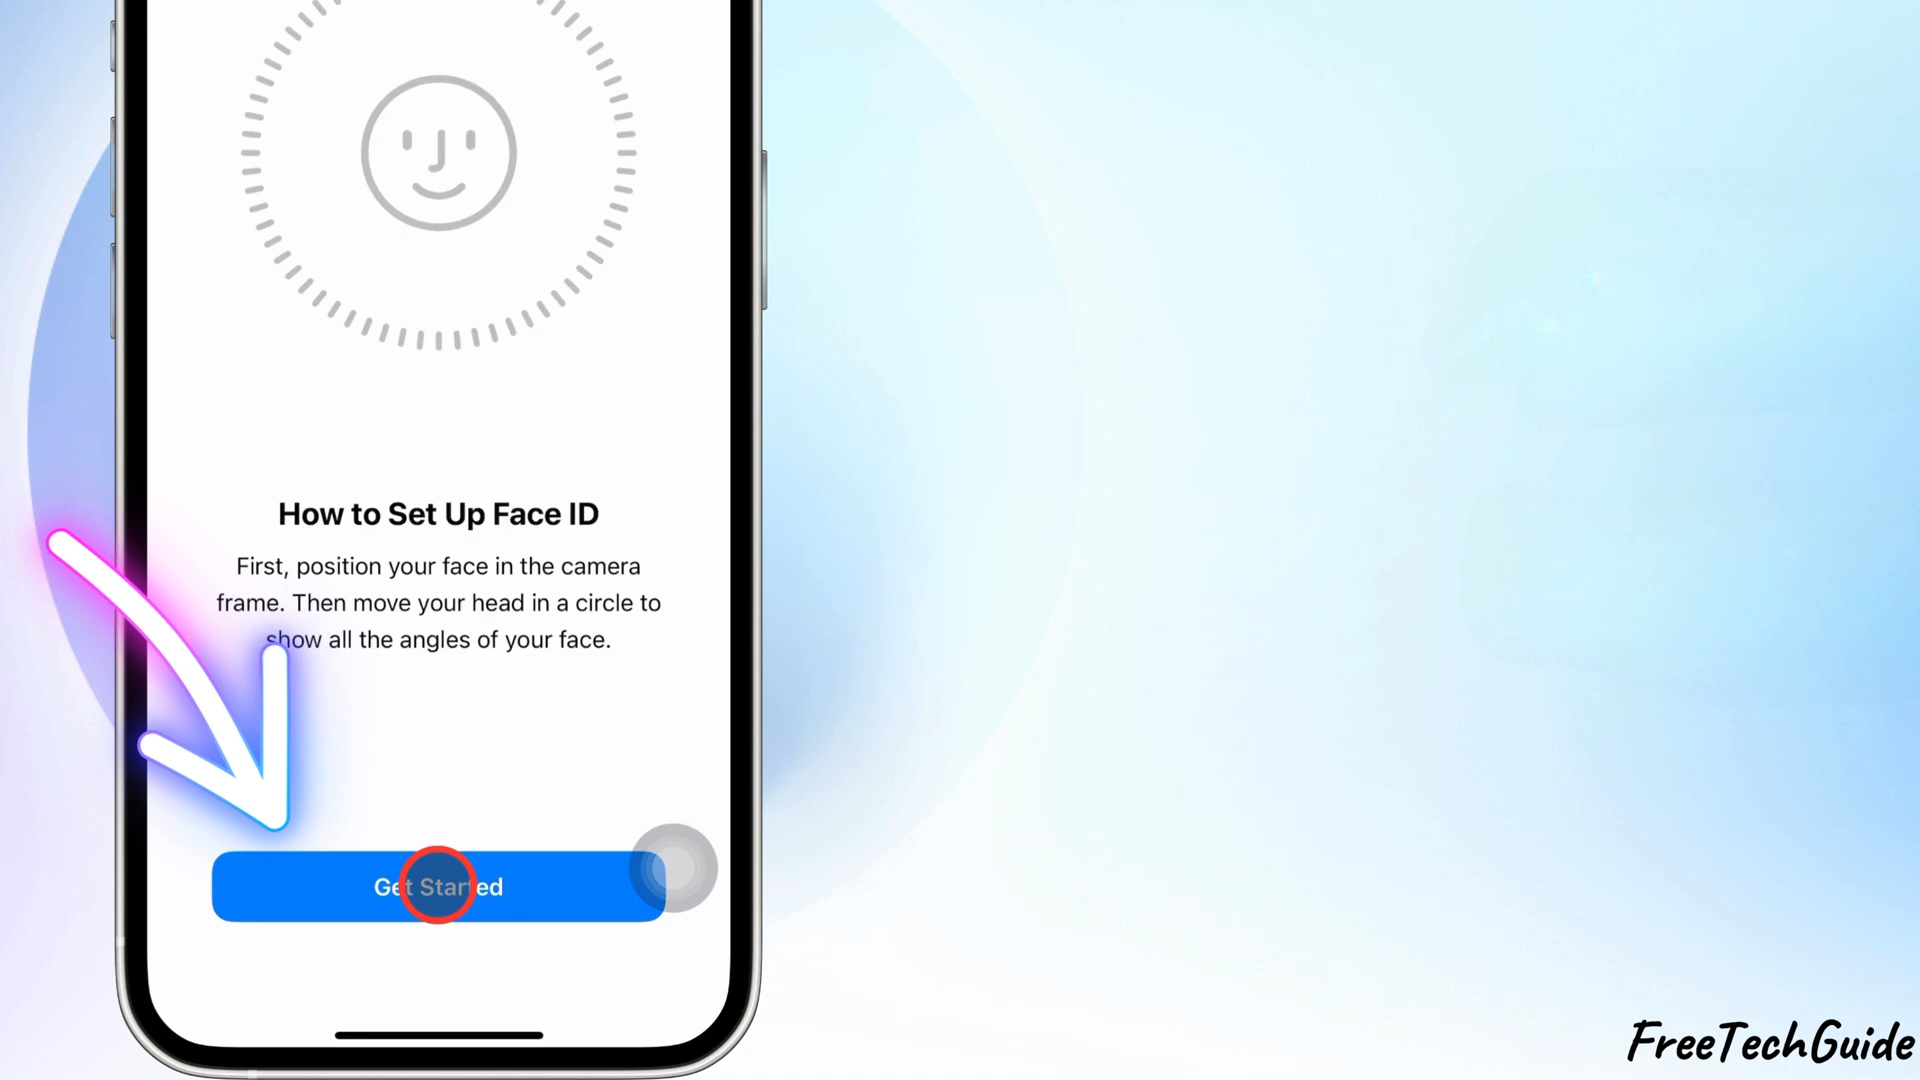 How to Set Up Face ID
First, position your face in the camera
frame. Then move your head in a circle to
show all the angles of your face.
Get Started
FreeTechGuide